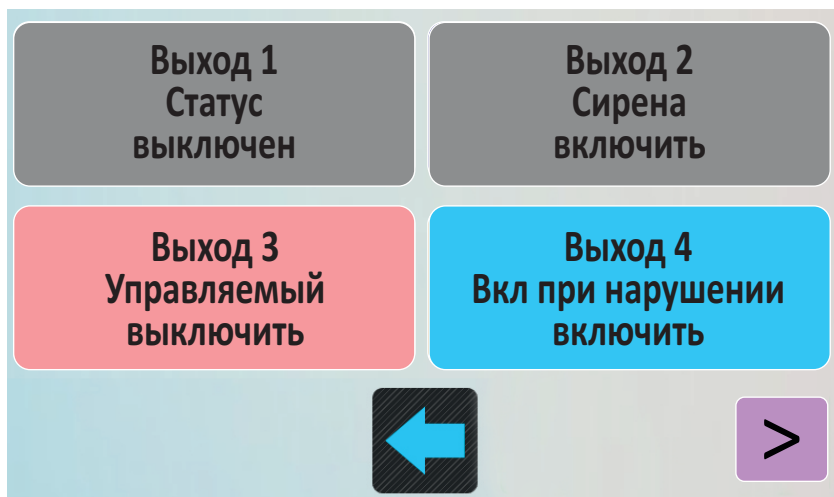 Выход 1
Статус
выключен
Выход 2
Сирена
включить
Выход 3
Управляемый
выключить
Выход 4
Вкл при нарушении
включить
>